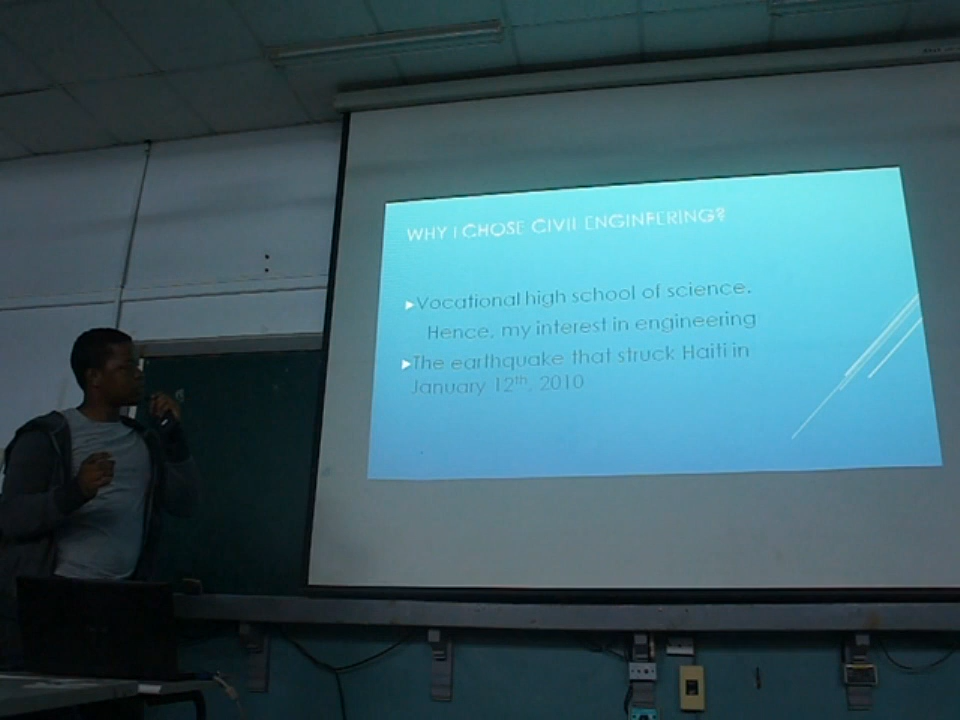 WHY I CHOSE CIVIL ENGINEERING?
Vocational high school of science.
Hence, my interest in engineering
The earthquake that struck Haiti in
January 12th, 2010